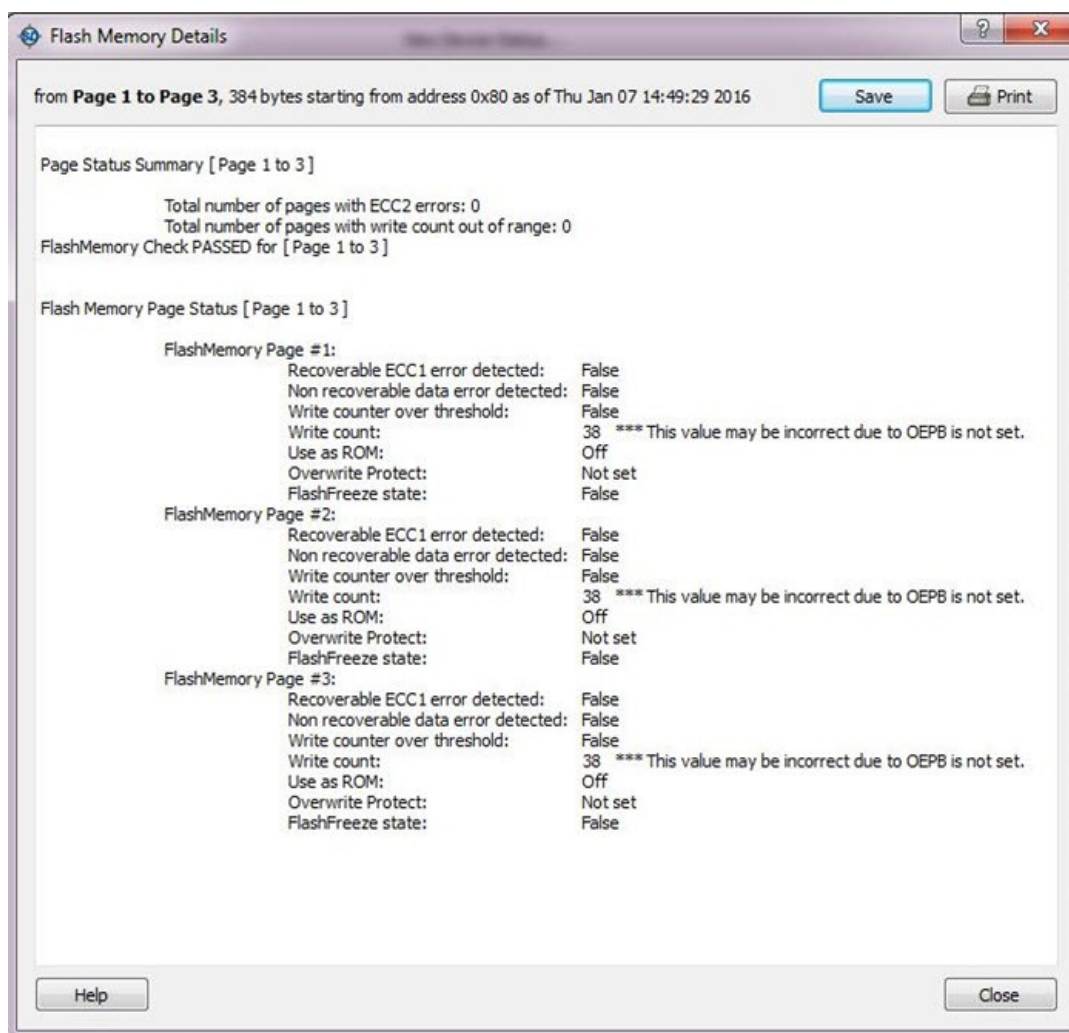 Flash Memory Details
from Page 1 to Page 3, 384 bytes starting from address 0x80 as of Thu Jan 07 14:49:29 2016
Save
Print
Page Status Summary [ Page 1 to 3 ]
Total number of pages with ECC2 errors: 0
Total number of pages with write count out of range: 0
FlashMemory Check PASSED for [ Page 1 to 3 ]
Flash Memory Page Status [ Page 1 to 3 ]
FlashMemory Page #1:
Recoverable ECC1 error detected: False
Non recoverable data error detected: False
Write counter over threshold: False
Write count: 38 *** This value may be incorrect due to OEPB is not set.
Use as ROM: Off
Overwrite Protect: Not set
FlashFreeze state: False
FlashMemory Page #2:
Recoverable ECC1 error detected: False
Non recoverable data error detected: False
Write counter over threshold: False
Write count: 38 *** This value may be incorrect due to OEPB is not set.
Use as ROM: Off
Overwrite Protect: Not set
FlashFreeze state: False
FlashMemory Page #3:
Recoverable ECC1 error detected: False
Non recoverable data error detected: False
Write counter over threshold: False
Write count: 38 *** This value may be incorrect due to OEPB is not set.
Use as ROM: Off
Overwrite Protect: Not set
FlashFreeze state: False
Help
Close